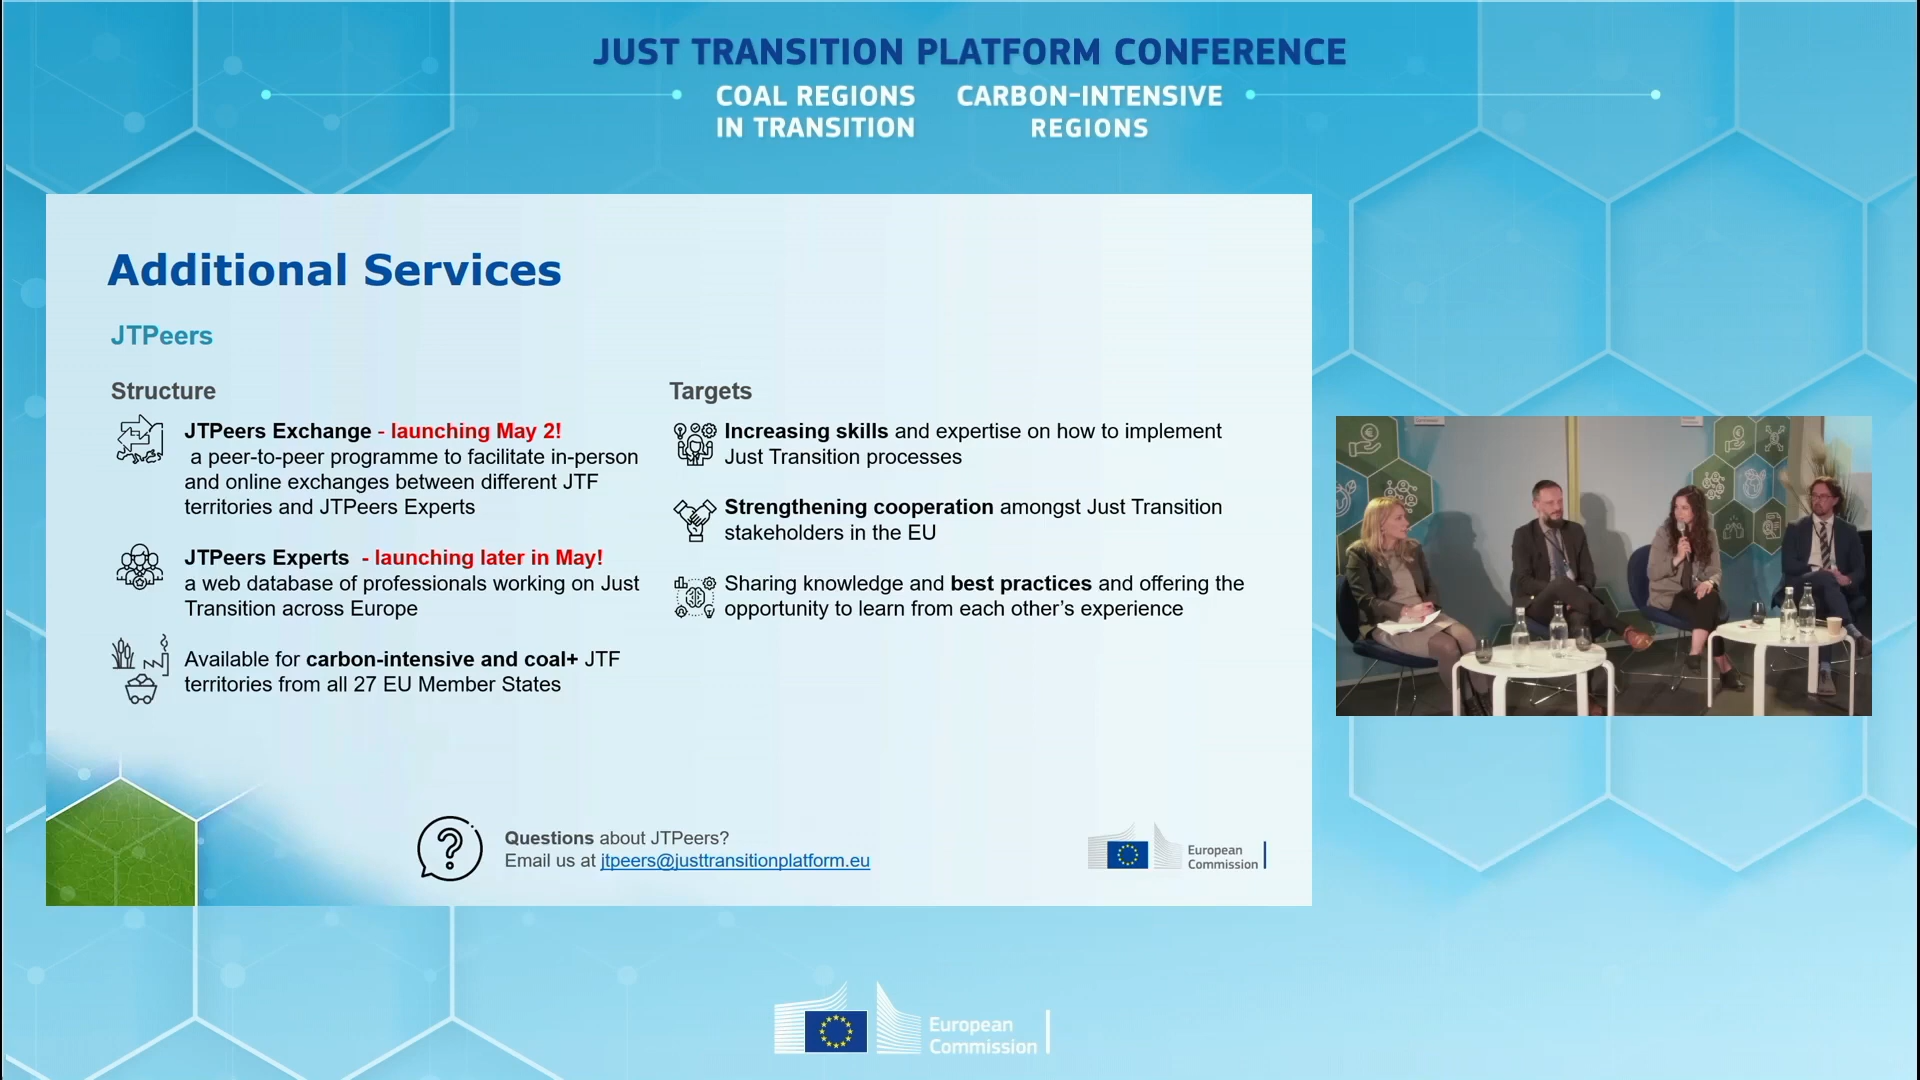 JUST TRANSITION PLATFORM CONFERENCE
COAL REGIONS
IN TRANSITION
CARBON-INTENSIVE
REGIONS
Additional Services
JTPeers
Structure
JTPeers Exchange - launching May 2!
a peer-to-peer programme to facilitate in-person
and online exchanges between different JTF
territories and JTPeers Experts
JTPeers Experts - launching later in May!
a web database of professionals working on Just
Transition across Europe
Available for carbon-intensive and coal+ JTF
territories from all 27 EU Member States
Targets
Increasing skills and expertise on how to implement
Just Transition processes
Strengthening cooperation amongst Just Transition
stakeholders in the EU
Sharing knowledge and best practices and offering the
opportunity to learn from each other’s experience
Questions about JTPeers?
Email us at jtpeers@justtransitionplatform.eu
European
Commission
European
Commission